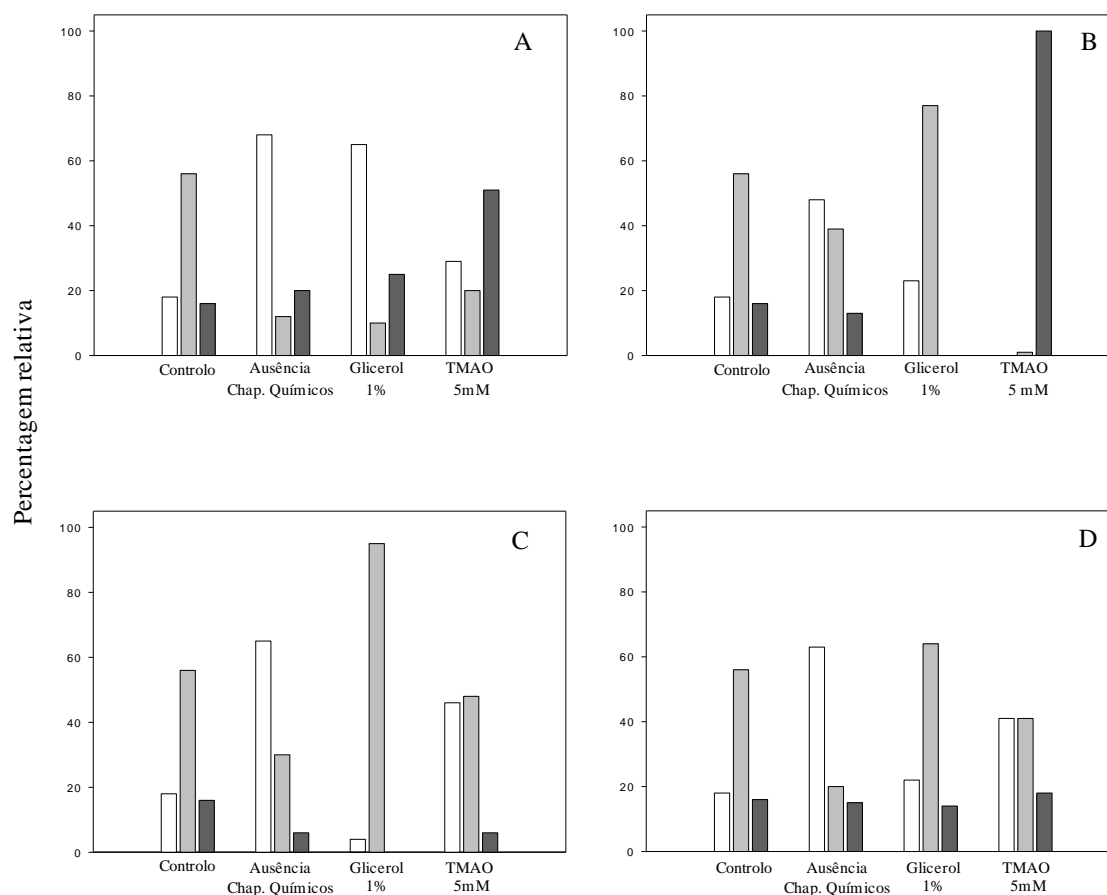 Percentagem relativa
A
100
80
60
40
20
0
Controlo Ausência Glicerol TMAO
Chap. Químicos 1% 5mM
B
100
80
60
40
20
0
Controlo Ausência Glicerol TMAO
Chap. Químicos 1% 5 mM
C
100
80
60
40
20
0
Controlo Ausência Glicerol TMAO
Chap. Químicos 1% 5mM
D
100
80
60
40
20
0
Controlo Ausência Glicerol TMAO
Chap. Químicos 1% 5mM